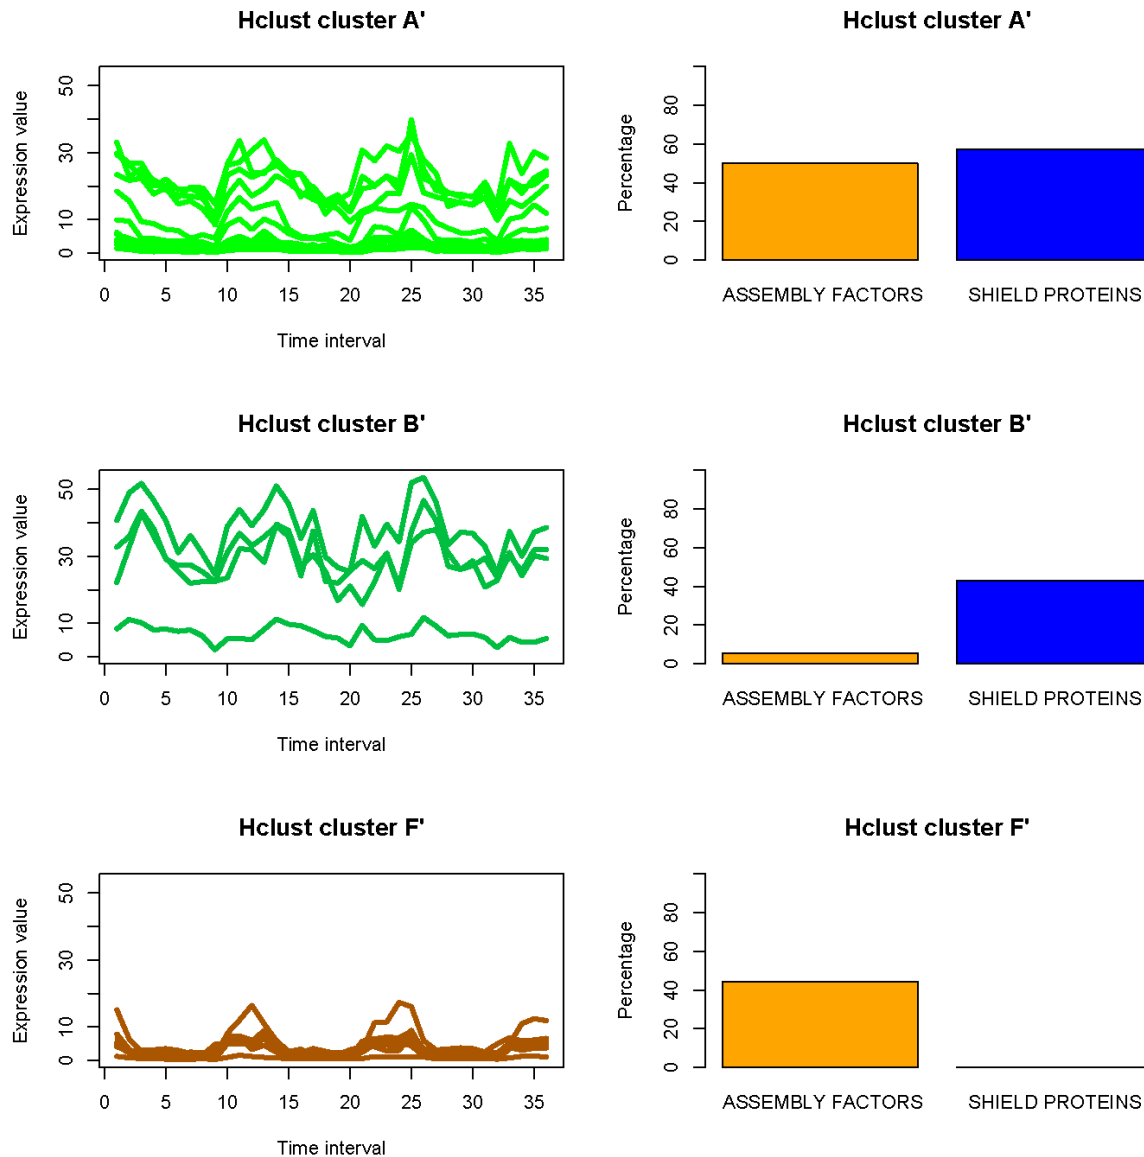 Hclust cluster A'
Hclust cluster A'
Expression value
50
30
10
0
0 5 10 15 20 25 30 35
Time interval
Percentage
80
60
40
20
0
ASSEMBLY FACTORS SHIELD PROTEINS
Hclust cluster B'
Hclust cluster B'
Expression value
50
30
10
0
0 5 10 15 20 25 30 35
Time interval
Percentage
80
60
40
20
0
ASSEMBLY FACTORS SHIELD PROTEINS
Hclust cluster F'
Hclust cluster F'
Expression value
50
30
10
0
0 5 10 15 20 25 30 35
Time interval
Percentage
80
60
40
20
0
ASSEMBLY FACTORS SHIELD PROTEINS